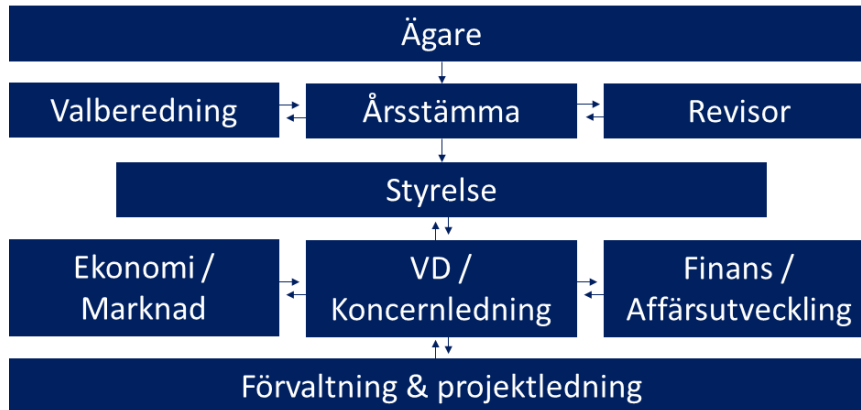 Ägare
Valberedning
Årsstämma
Revisor
Styrelse
Ekonomi /
Marknad
VD /
Koncernledning
Finans /
Affärsutveckling
Förvaltning & projektledning